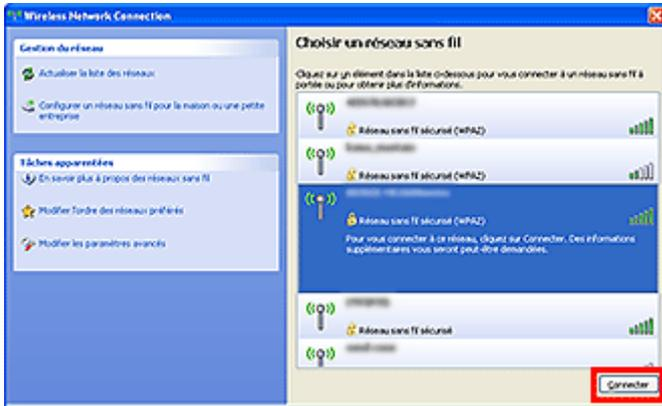 Wireless Network Connection
Gestion du réseau
Actualiser la liste des réseaux
Configurer un réseau sans fil pour la maison ou une petite
entreprise
Tâches apparentées
En savoir plus à propos des réseaux sans fil
Modifier l'ordre des réseaux préférés
Modifier les paramètres avancés
Choisir un réseau sans fil
Cliquez sur un élément dans la liste ci-dessous pour vous connecter à un réseau sans fil à
portée ou pour obtenir plus d'informations.
Réseau sans fil sécurisé (WPA2)
Réseau sans fil sécurisé (WPA2)
Réseau sans fil sécurisé (WPA2)
Pour vous connecter à ce réseau, cliquez sur Connecter. Des informations
supplémentaires vous seront peut-être demandées.
Réseau sans fil sécurisé
Connecter